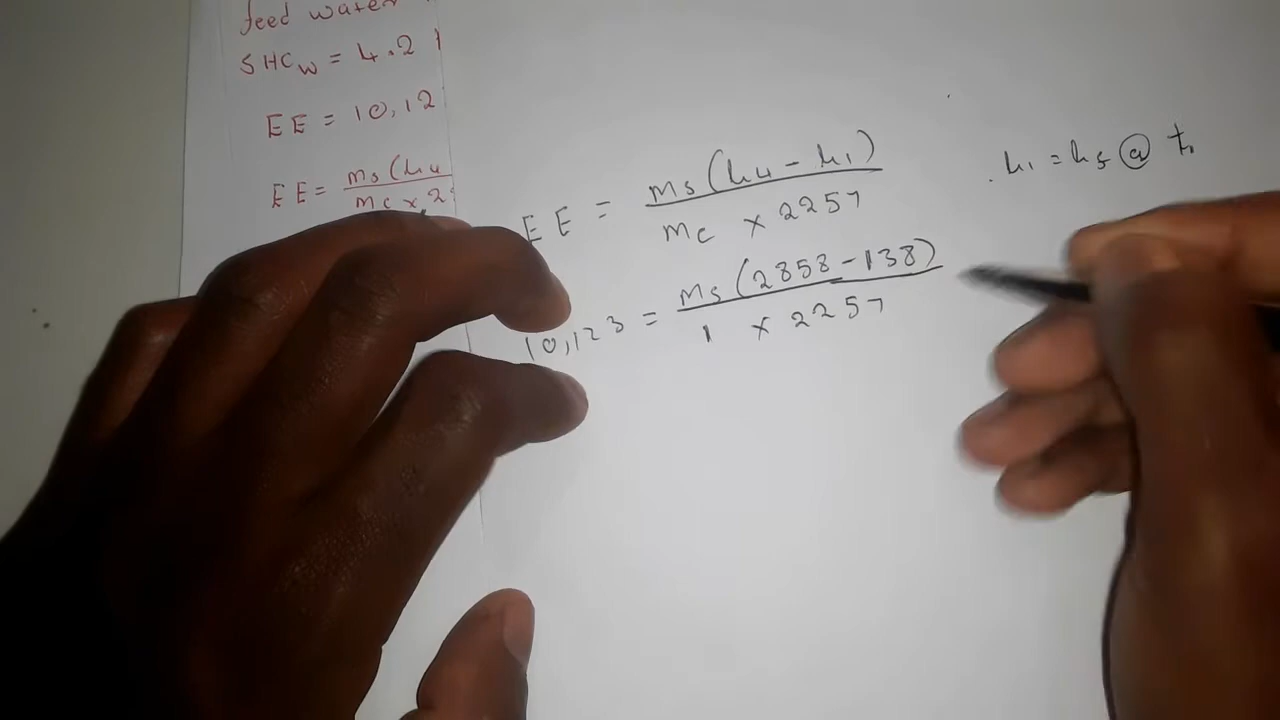 feed water
SHCw = 4.21
EE = 10,12
EE = ms(h4
mc × 2
EE = ms(h4 - h1)
mc × 2257
h1 = hf @ t1
10,123 = ms(2858 - 138)
1 × 2257